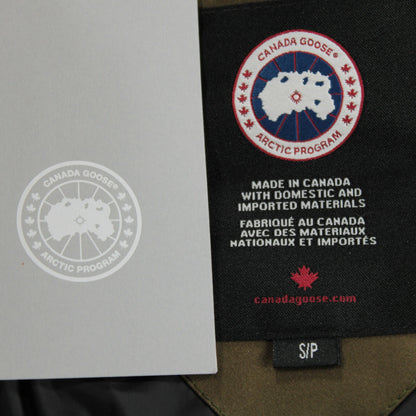 CANADA GOOSE®
ARCTIC PROGRAM
CANADA GOOSE®
ARCTIC PROGRAM
MADE IN CANADA
WITH DOMESTIC AND
IMPORTED MATERIALS
FABRIQUÉ AU CANADA
AVEC DES MATERIAUX
NATIONAUX ET IMPORTÉS
canadagoose.com
S/P